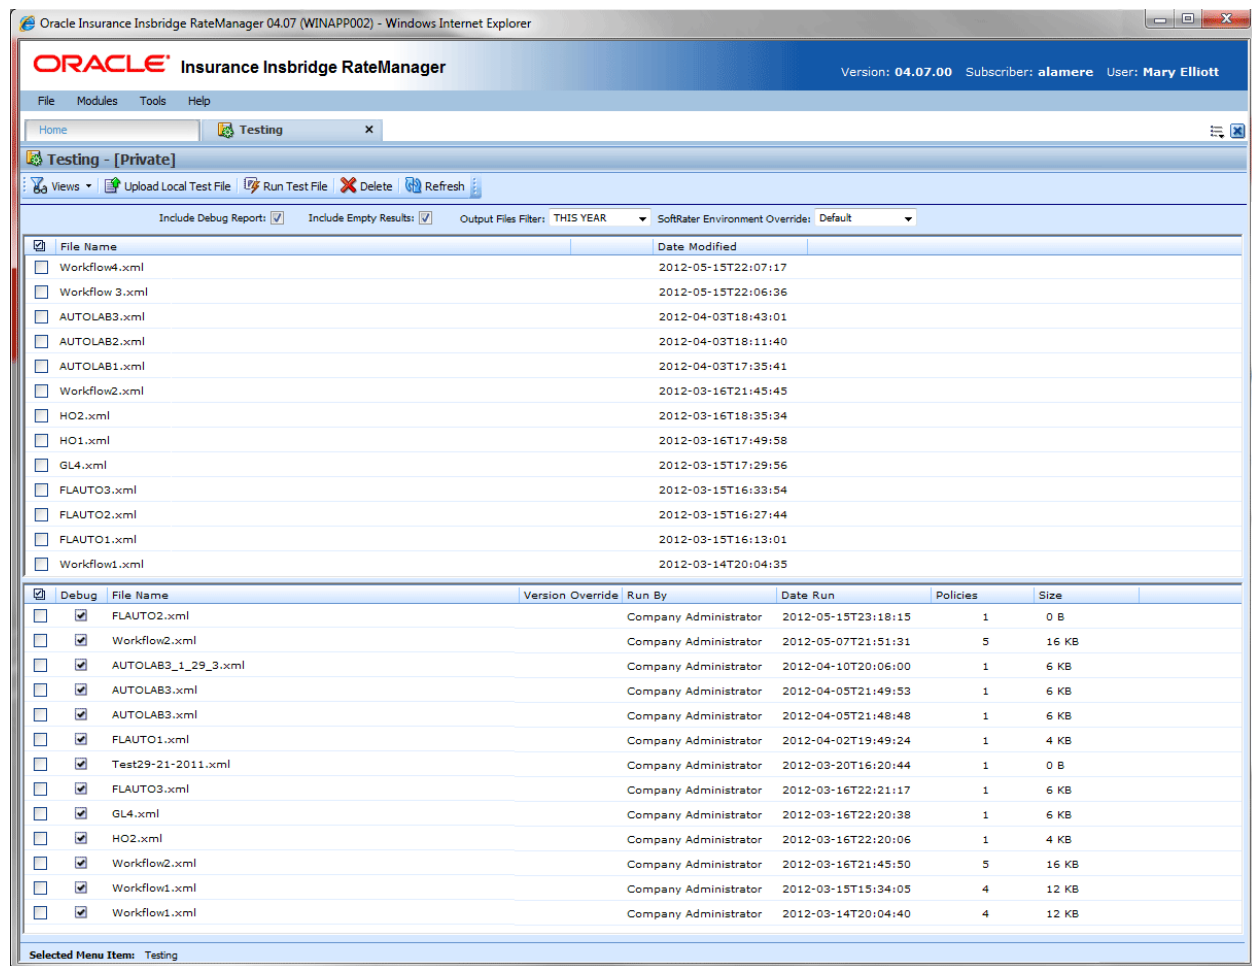 Oracle Insurance Insbridge RateManager 04.07 (WINAPP002) - Windows Internet Explorer
ORACLE Insurance Insbridge RateManager
Version: 04.07.00 Subscriber: alamere User: Mary Elliott
File Modules Tools Help
Home Testing x
Testing - [Private]
Views Upload Local Test File Run Test File Delete Refresh
Include Debug Report: Include Empty Results: Output Files Filter: THIS YEAR SoftRater Environment Override: Default
File Name Date Modified
Workflow4.xml 2012-05-15T22:07:17
Workflow 3.xml 2012-05-15T22:06:36
AUTOLAB3.xml 2012-04-03T18:43:01
AUTOLAB2.xml 2012-04-03T18:11:40
AUTOLAB1.xml 2012-04-03T17:35:41
Workflow2.xml 2012-03-16T21:45:45
HO2.xml 2012-03-16T18:35:34
HO1.xml 2012-03-16T17:49:58
GL4.xml 2012-03-15T17:29:56
FLAUTO3.xml 2012-03-15T16:33:54
FLAUTO2.xml 2012-03-15T16:27:44
FLAUTO1.xml 2012-03-15T16:13:01
Workflow1.xml 2012-03-14T20:04:35
Debug File Name Version Override Run By Date Run Policies Size
FLAUTO2.xml Company Administrator 2012-05-15T23:18:15 1 0 B
Workflow2.xml Company Administrator 2012-05-07T21:51:31 5 16 KB
AUTOLAB3_1_29_3.xml Company Administrator 2012-04-10T20:06:00 1 6 KB
AUTOLAB3.xml Company Administrator 2012-04-05T21:49:53 1 6 KB
AUTOLAB3.xml Company Administrator 2012-04-05T21:48:48 1 6 KB
FLAUTO1.xml Company Administrator 2012-04-02T19:49:24 1 4 KB
Test29-21-2011.xml Company Administrator 2012-03-20T16:20:44 1 0 B
FLAUTO3.xml Company Administrator 2012-03-16T22:21:17 1 6 KB
GL4.xml Company Administrator 2012-03-16T22:20:38 1 6 KB
HO2.xml Company Administrator 2012-03-16T22:20:06 1 4 KB
Workflow2.xml Company Administrator 2012-03-16T21:45:50 5 16 KB
Workflow1.xml Company Administrator 2012-03-15T15:34:05 4 12 KB
Workflow1.xml Company Administrator 2012-03-14T20:04:40 4 12 KB
Selected Menu Item: Testing